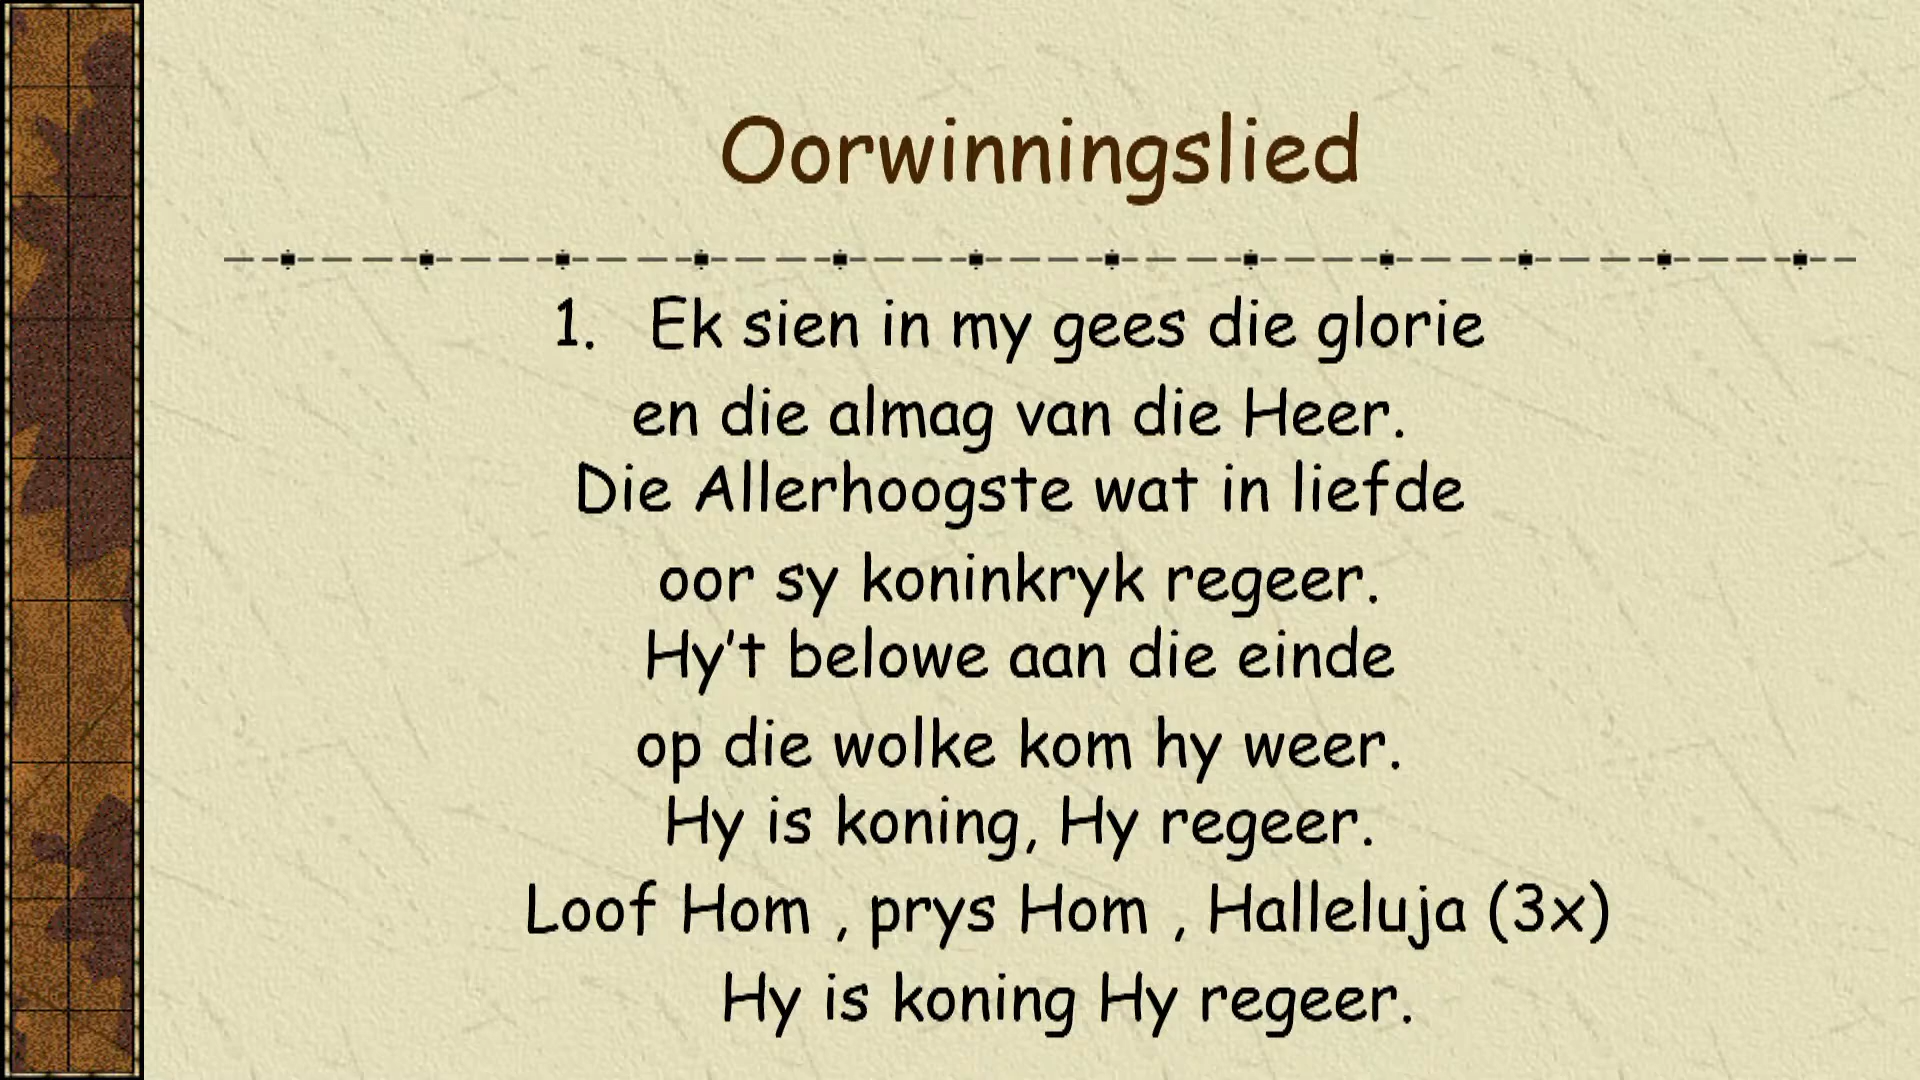 Oorwinningslied
1. Ek sien in my gees die glorie
en die almag van die Heer.
Die Allerhoogste wat in liefde
oor sy koninkryk regeer.
Hy't belowe aan die einde
op die wolke kom hy weer.
Hy is koning, Hy regeer.
Loof Hom , prys Hom , Halleluja (3x)
Hy is koning Hy regeer.